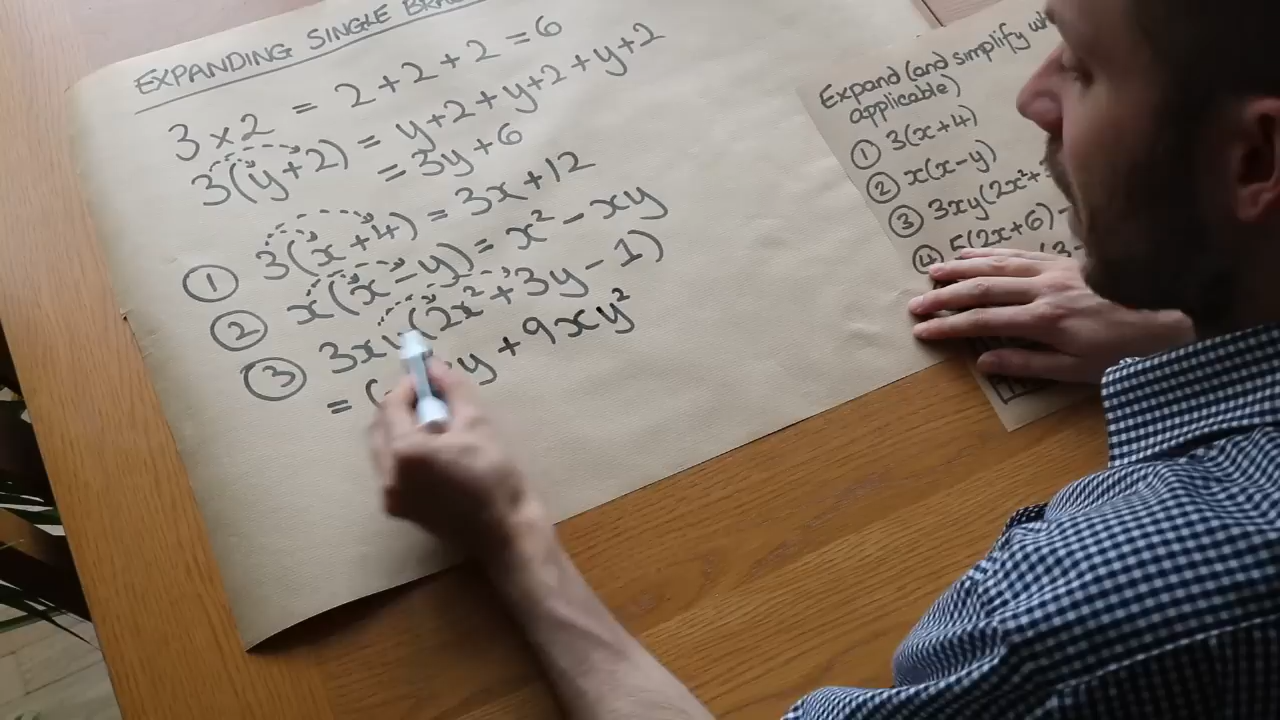 EXPANDING SINGLE
3 × 2 = 2 + 2 + 2 = 6
3(y+2) = y+2+y+2+y+2
= 3y+6
① 3(x+4) = 3x+12
② x(x-y) = x² - xy
③ 3xy(2x²+3y-1)
= y + 9xy²
Expand (and simplify
applicable)
① 3(x+4)
② x(x-y)
③ 3xy(2x²+
④ 5(2x+6) -
(3-